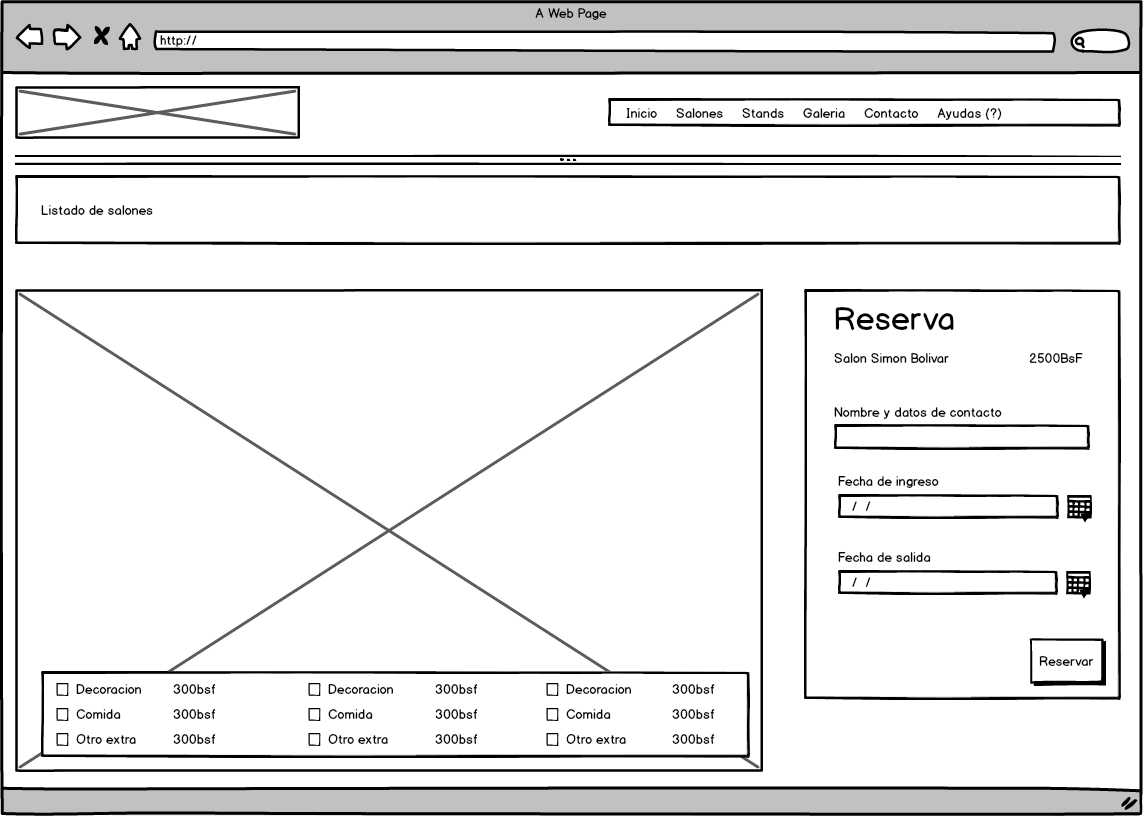 A Web Page
http://
Inicio Salones Stands Galeria Contacto Ayudas (?)
Listado de salones
Reserva
Salon Simon Bolivar 2500BsF
Nombre y datos de contacto
Fecha de ingreso
/ /
Fecha de salida
/ /
Reservar
Decoracion 300bsf Decoracion 300bsf Decoracion 300bsf
Comida 300bsf Comida 300bsf Comida 300bsf
Otro extra 300bsf Otro extra 300bsf Otro extra 300bsf